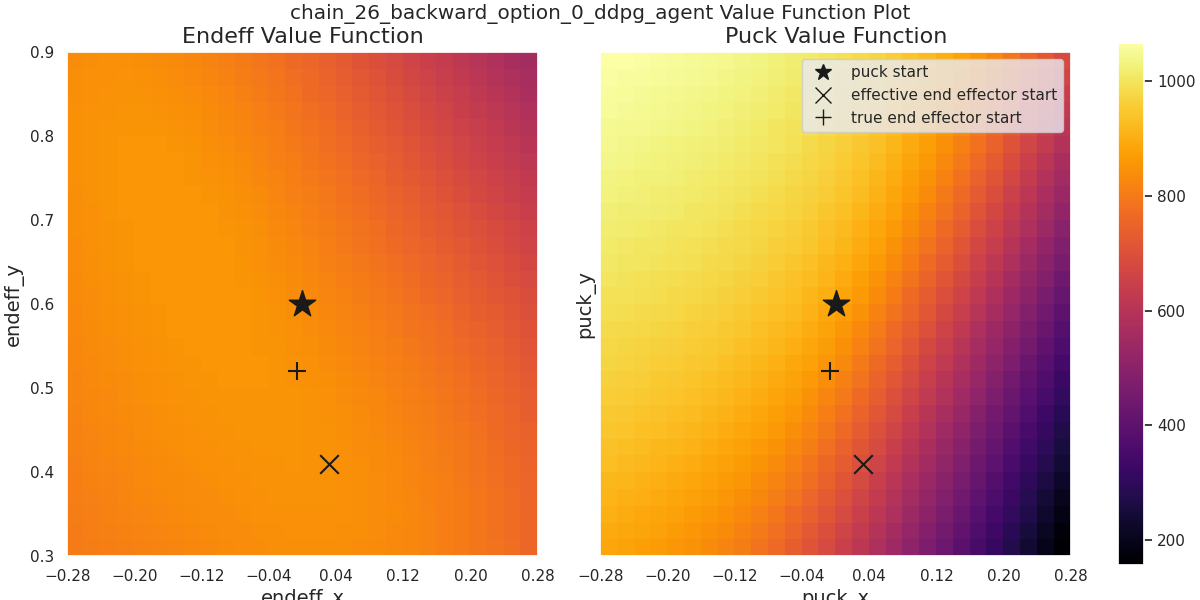 chain_26_backward_option_0_ddpg_agent Value Function Plot
Endeff Value Function
Puck Value Function
puck start
effective end effector start
true end effector start
0.9
0.8
0.7
0.6
0.5
0.4
0.3
endeff_y
−0.28 −0.20 −0.12 −0.04 0.04 0.12 0.20 0.28
endeff_x
puck_y
−0.28 −0.20 −0.12 −0.04 0.04 0.12 0.20 0.28
puck_x
1000
800
600
400
200